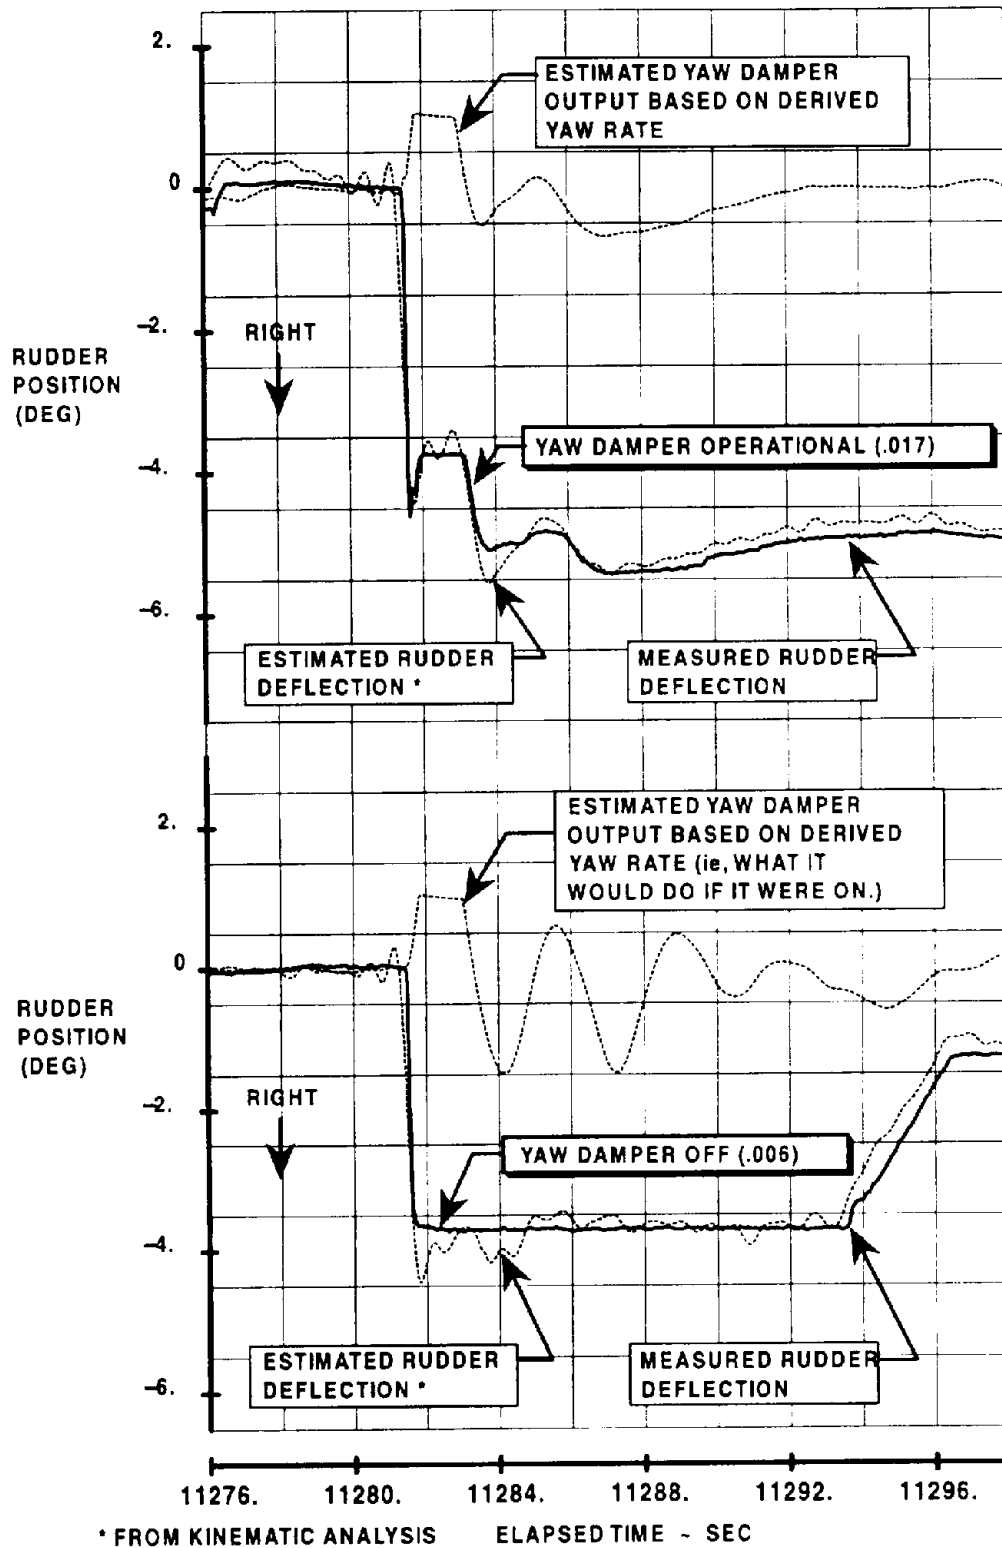 2.
ESTIMATED YAW DAMPER
OUTPUT BASED ON DERIVED
YAW RATE
0
-2.
RIGHT
RUDDER
POSITION
(DEG)
YAW DAMPER OPERATIONAL (.017)
-4.
-6.
ESTIMATED RUDDER
DEFLECTION *
MEASURED RUDDER
DEFLECTION
ESTIMATED YAW DAMPER
OUTPUT BASED ON DERIVED
YAW RATE (ie, WHAT IT
WOULD DO IF IT WERE ON.)
2.
0
RUDDER
POSITION
(DEG)
RIGHT
-2.
YAW DAMPER OFF (.006)
-4.
ESTIMATED RUDDER
DEFLECTION *
MEASURED RUDDER
DEFLECTION
-6.
11276. 11280. 11284. 11288. 11292. 11296.
* FROM KINEMATIC ANALYSIS ELAPSED TIME ~ SEC